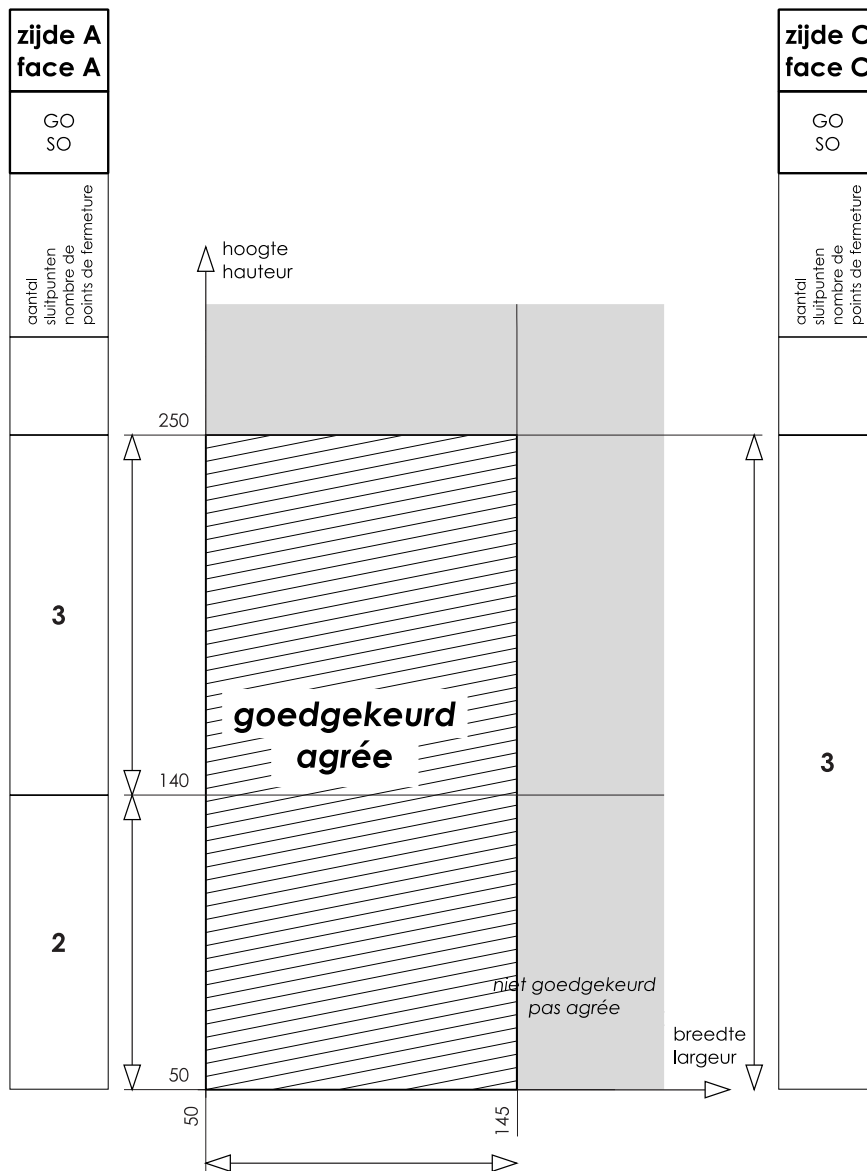 zijde A
face A
GO
SO
aantal
sluitpunten
nombre de
points de fermeture
3
2
hoogte
hauteur
250
140
50
goedgekeurd
agrée
niet goedgekeurd
pas agrée
breedte
largeur
50
145
zijde C
face C
GO
SO
aantal
sluitpunten
nombre de
points de fermeture
3